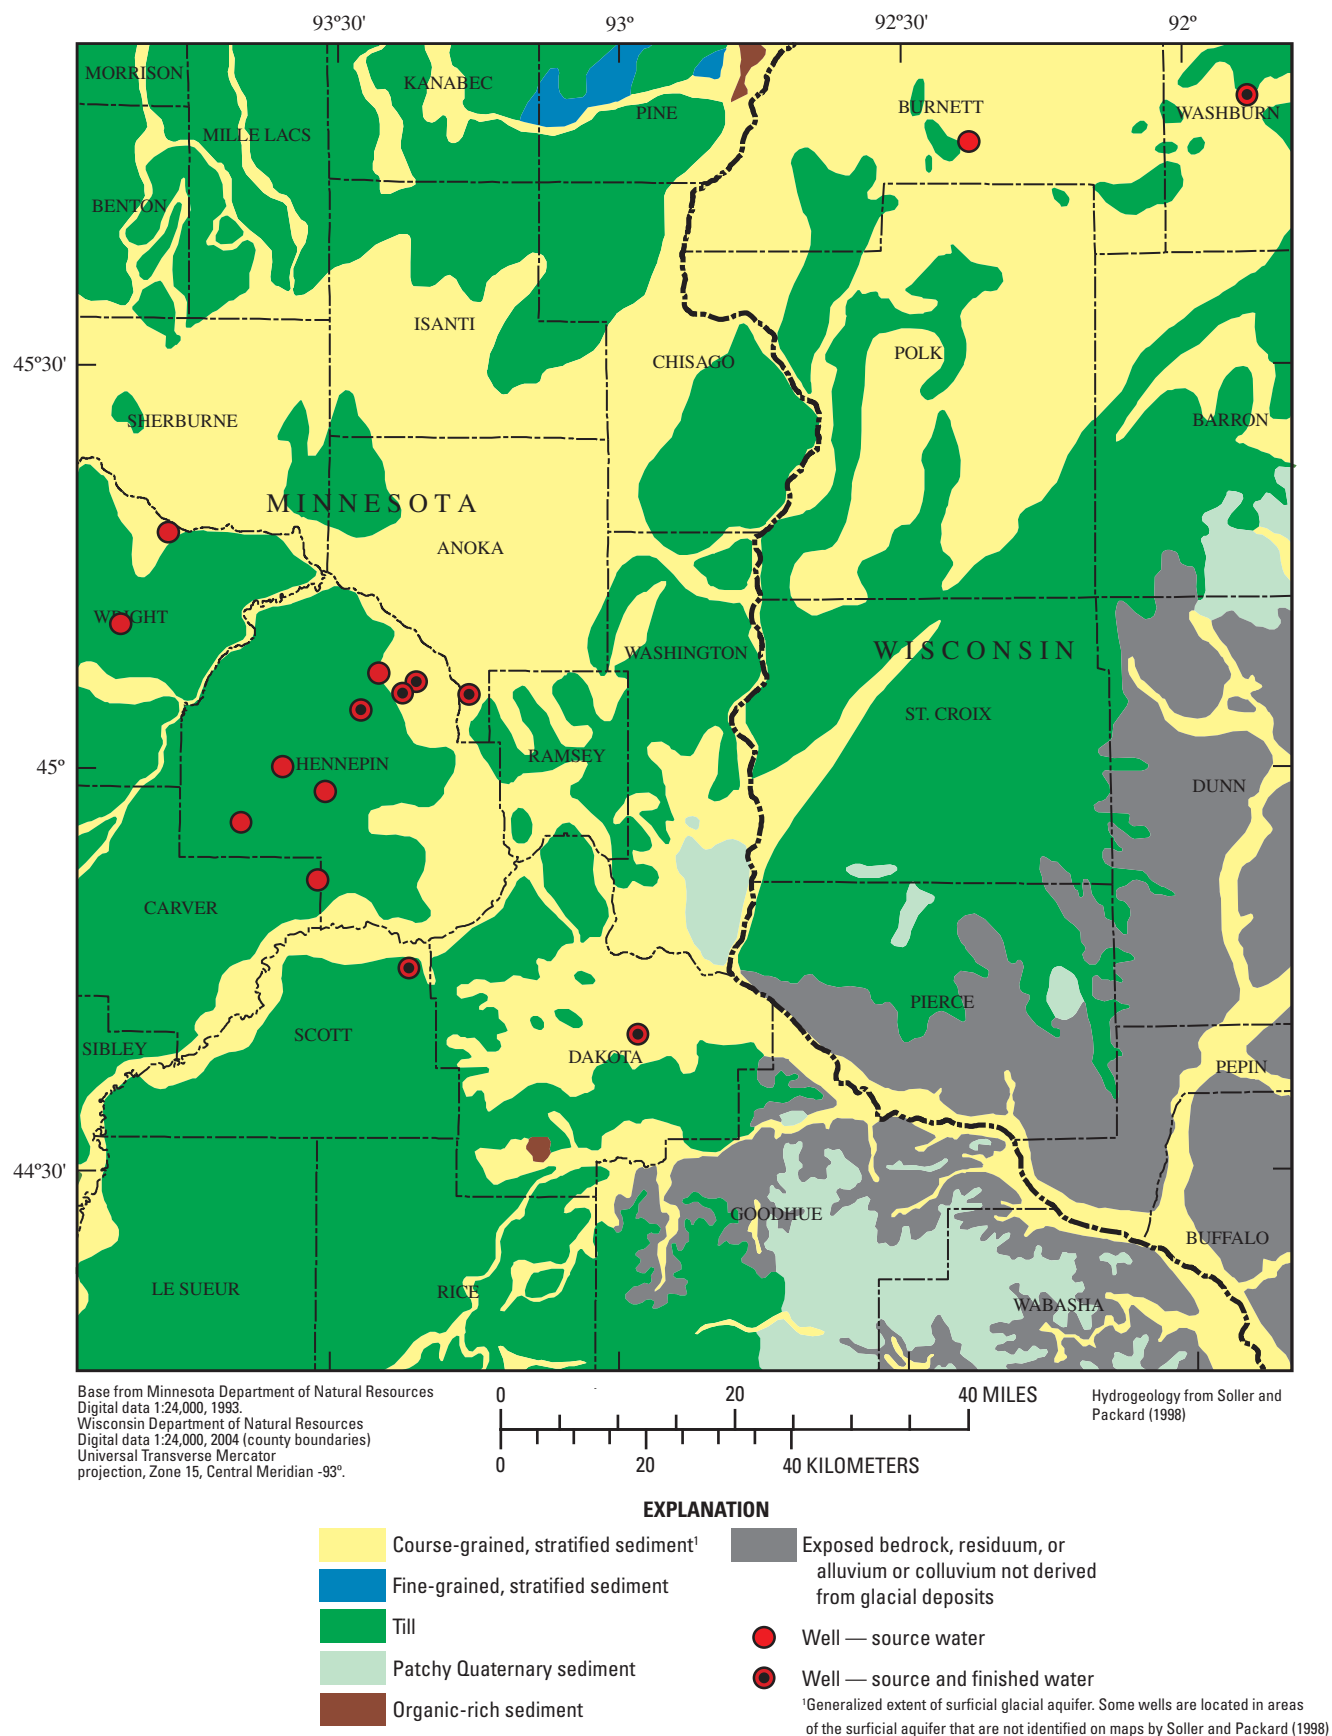 93°30'
93°
92°30'
92°
MORRISON
KANABEC
MILLE LACS
PINE
BURNETT
WASHBURN
BENTON
ISANTI
CHISAGO
POLK
45°30'
SHERBURNE
BARRON
MINNESOTA
ANOKA
WRIGHT
WASHINGTON
WISCONSIN
ST. CROIX
RAMSEY
HENNEPIN
45°
DUNN
CARVER
PIERCE
SCOTT
SIBLEY
DAKOTA
PEPIN
44°30'
GOODHUE
BUFFALO
LE SUEUR
RICE
WABASHA
Base from Minnesota Department of Natural Resources
Digital data 1:24,000, 1993.
Wisconsin Department of Natural Resources
Digital data 1:24,000, 2004 (county boundaries)
Universal Transverse Mercator
projection, Zone 15, Central Meridian -93°.
0 20 40 MILES
0 20 40 KILOMETERS
Hydrogeology from Soller and
Packard (1998)
EXPLANATION
Course-grained, stratified sediment¹
Fine-grained, stratified sediment
Till
Patchy Quaternary sediment
Organic-rich sediment
Exposed bedrock, residuum, or
alluvium or colluvium not derived
from glacial deposits
Well — source water
Well — source and finished water
¹Generalized extent of surficial glacial aquifer. Some wells are located in areas
of the surficial aquifer that are not identified on maps by Soller and Packard (1998)